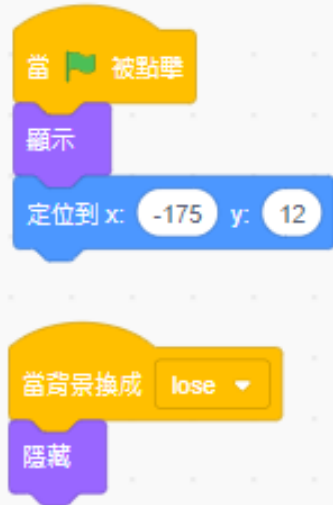 當 被點擊
顯示
定位到 x: -175 y: 12
當背景換成 lose
隱藏